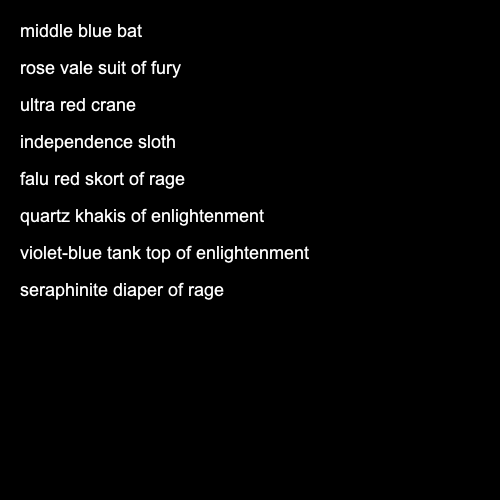 middle blue bat
rose vale suit of fury
ultra red crane
independence sloth
falu red skort of rage
quartz khakis of enlightenment
violet-blue tank top of enlightenment
seraphinite diaper of rage